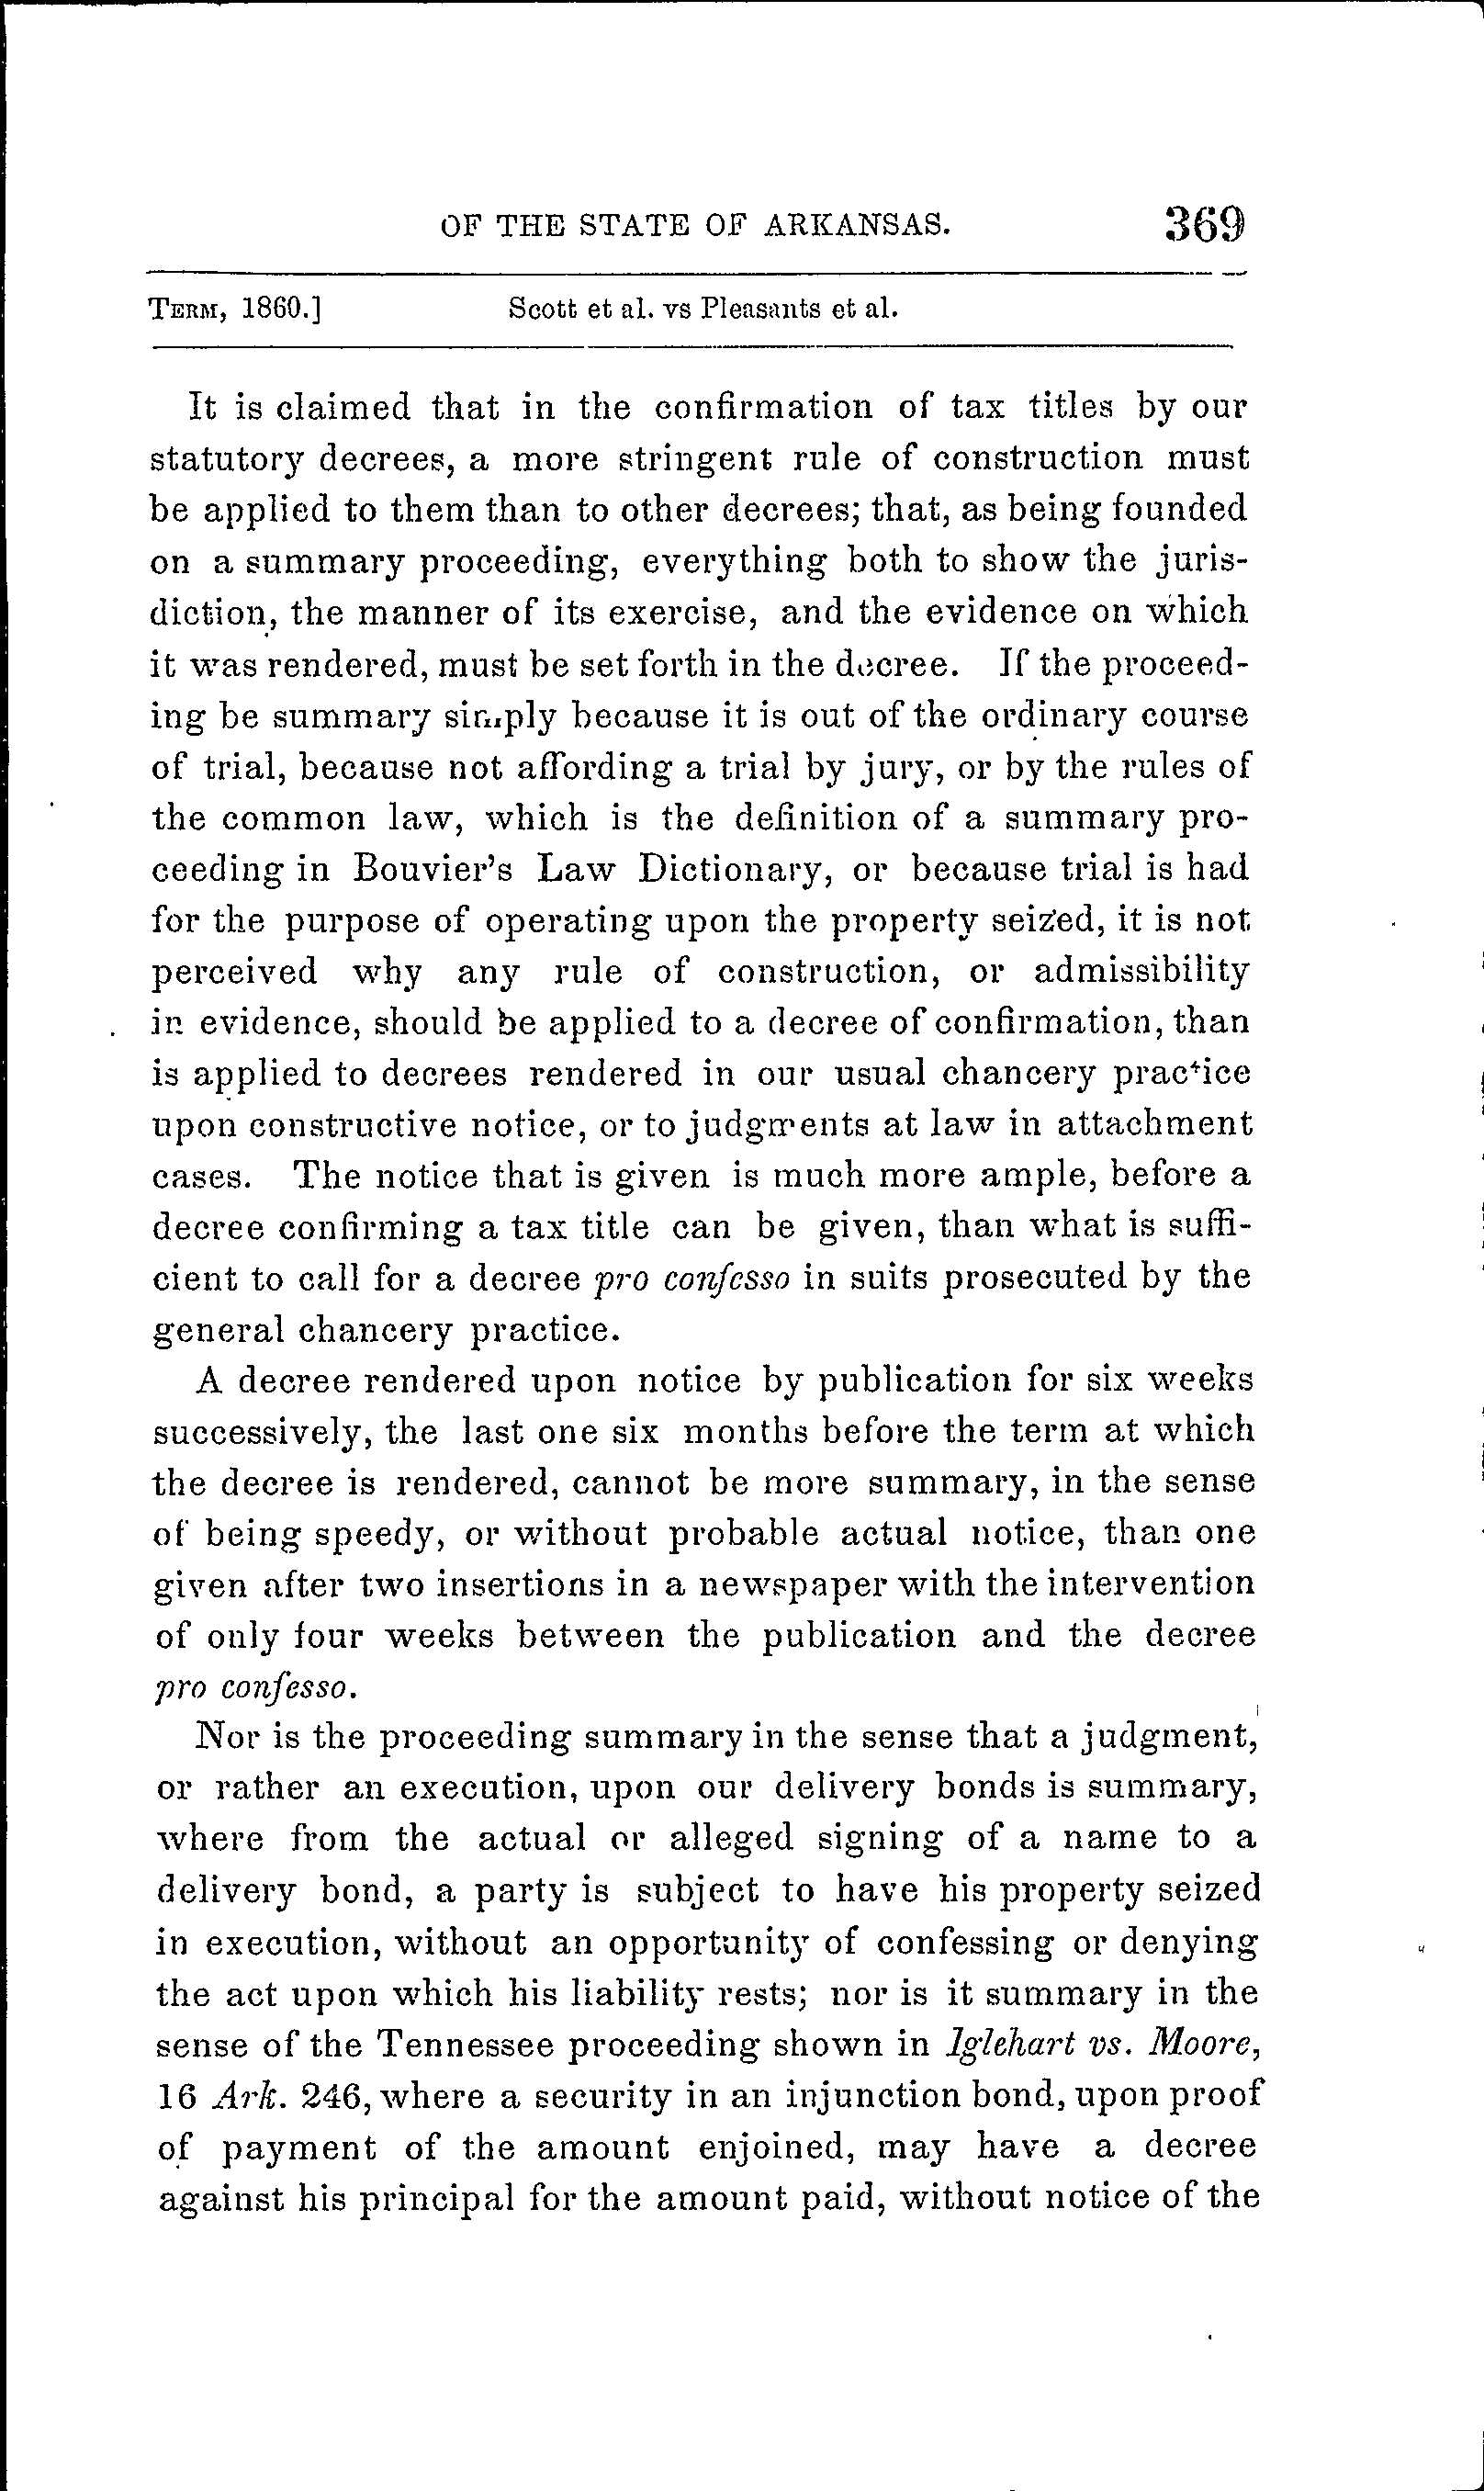 OF THE STATE OF ARKANSAS. 369
TERM, 1860.] Scott et al. vs Pleasants et al.
It is claimed that in the confirmation of tax titles by our
statutory decrees, a more stringent rule of construction must
be applied to them than to other decrees; that, as being founded
on a summary proceeding, everything both to show the juris-
diction, the manner of its exercise, and the evidence on which
it was rendered, must be set forth in the decree. If the proceed-
ing be summary simply because it is out of the ordinary course
of trial, because not affording a trial by jury, or by the rules of
the common law, which is the definition of a summary pro-
ceeding in Bouvier's Law Dictionary, or because trial is had
for the purpose of operating upon the property seized, it is not
perceived why any rule of construction, or admissibility
in evidence, should be applied to a decree of confirmation, than
is applied to decrees rendered in our usual chancery practice
upon constructive notice, or to judgments at law in attachment
cases. The notice that is given is much more ample, before a
decree confirming a tax title can be given, than what is suffi-
cient to call for a decree pro confesso in suits prosecuted by the
general chancery practice.
A decree rendered upon notice by publication for six weeks
successively, the last one six months before the term at which
the decree is rendered, cannot be more summary, in the sense
of being speedy, or without probable actual notice, than one
given after two insertions in a newspaper with the intervention
of only four weeks between the publication and the decree
pro confesso.
Nor is the proceeding summary in the sense that a judgment,
or rather an execution, upon our delivery bonds is summary,
where from the actual or alleged signing of a name to a
delivery bond, a party is subject to have his property seized
in execution, without an opportunity of confessing or denying
the act upon which his liability rests; nor is it summary in the
sense of the Tennessee proceeding shown in Iglehart vs. Moore,
16 Ark. 246, where a security in an injunction bond, upon proof
of payment of the amount enjoined, may have a decree
against his principal for the amount paid, without notice of the